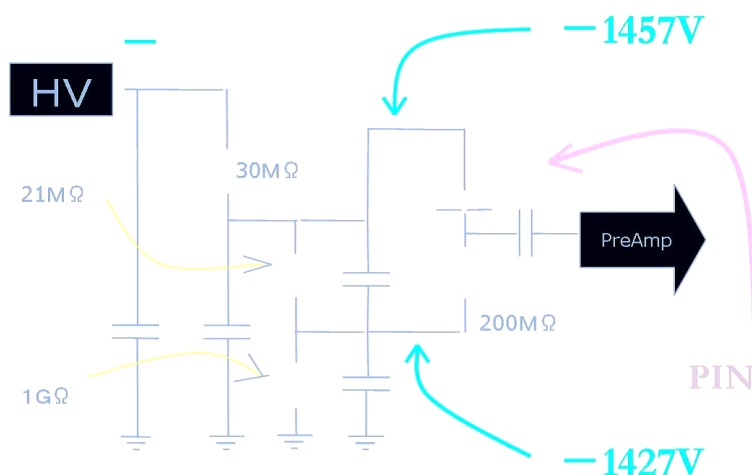 −1457V
HV
30MΩ
21MΩ
PreAmp
200MΩ
PIN
1GΩ
−1427V